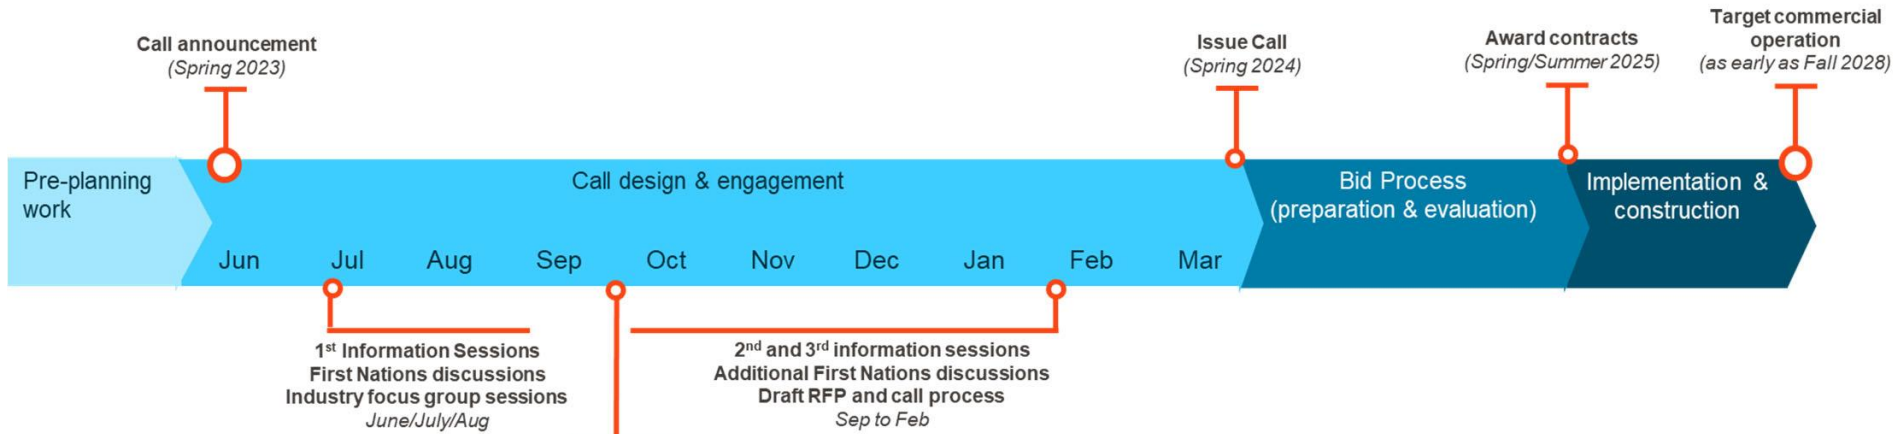 Call announcement
(Spring 2023)
Issue Call
(Spring 2024)
Award contracts
(Spring/Summer 2025)
Target commercial
operation
(as early as Fall 2028)
Pre-planning
work
Call design & engagement
Jun Jul Aug Sep Oct Nov Dec Jan Feb Mar
Bid Process
(preparation & evaluation)
Implementation &
construction
1st Information Sessions
First Nations discussions
Industry focus group sessions
June/July/Aug
2nd and 3rd information sessions
Additional First Nations discussions
Draft RFP and call process
Sep to Feb